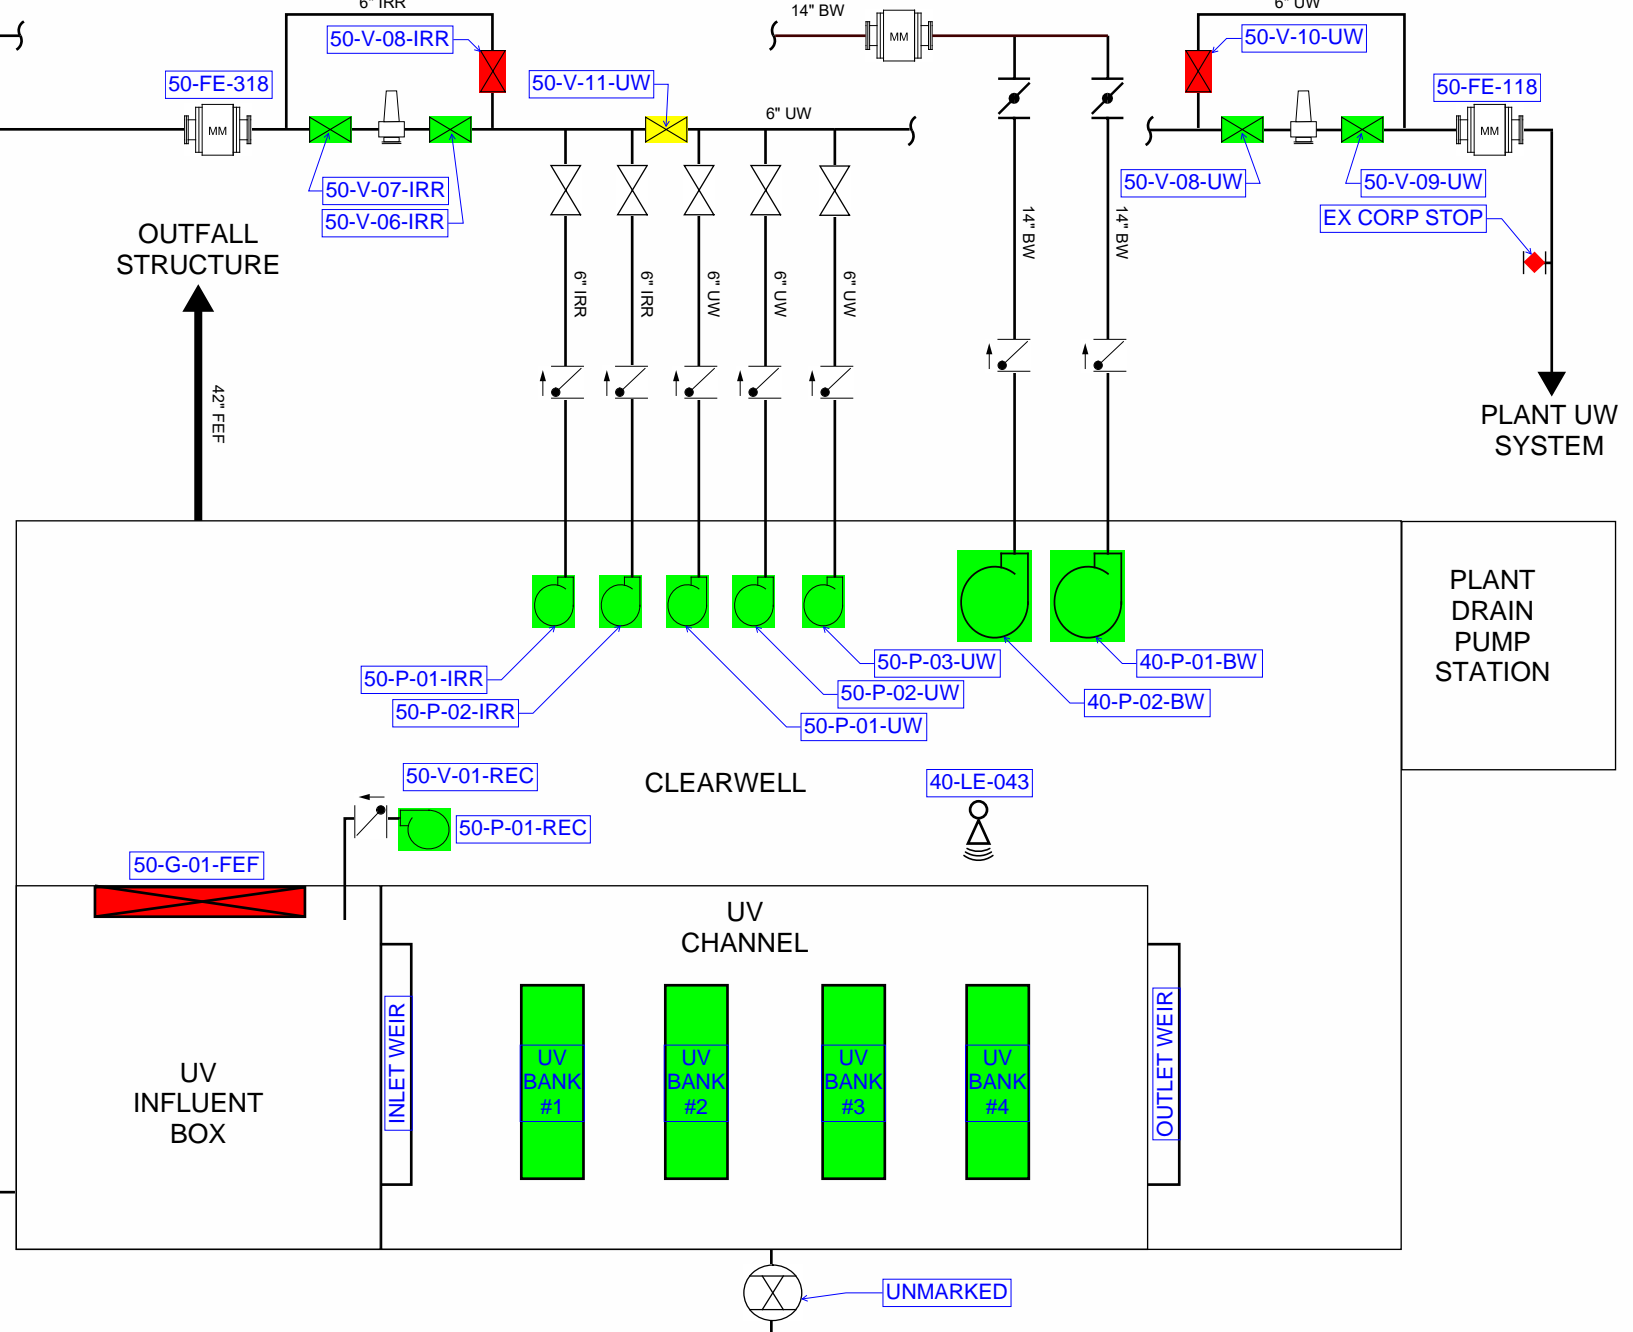 6" IRR
14" BW
6" UW
50-V-08-IRR
MM
50-V-10-UW
50-FE-318
50-V-11-UW
50-FE-118
6" UW
MM
MM
50-V-07-IRR
50-V-06-IRR
50-V-08-UW
50-V-09-UW
EX CORP STOP
OUTFALL
STRUCTURE
14" BW
14" BW
6" IRR
6" IRR
6" UW
6" UW
6" UW
42" FEF
PLANT UW
SYSTEM
PLANT
DRAIN
PUMP
STATION
50-P-01-IRR
50-P-02-IRR
50-P-03-UW
50-P-02-UW
50-P-01-UW
40-P-01-BW
40-P-02-BW
50-V-01-REC
CLEARWELL
40-LE-043
50-P-01-REC
50-G-01-FEF
UV
CHANNEL
INLET WEIR
OUTLET WEIR
UV
BANK
#1
UV
BANK
#2
UV
BANK
#3
UV
BANK
#4
UV
INFLUENT
BOX
UNMARKED